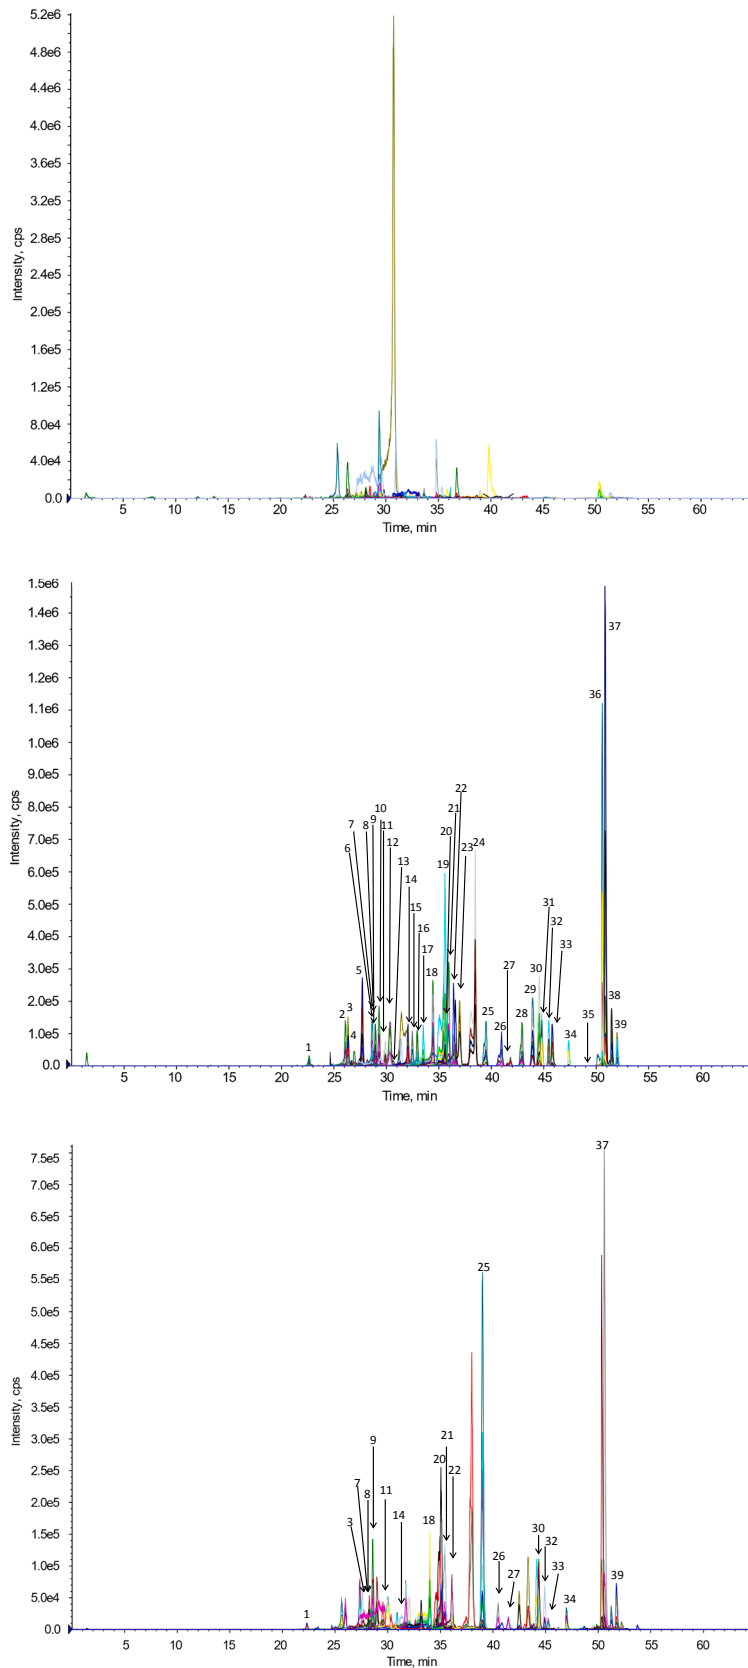 5.2e6
4.8e6
4.4e6
4.0e6
3.6e5
3.2e5
2.8e5
2.4e5
2.0e5
1.6e5
1.2e5
8.0e4
4.0e4
0.0
Intensity, cps
5 10 15 20 25 30 35 40 45 50 55 60
Time, min
1.5e6
1.4e6
1.3e6
1.2e6
1.1e6
1.0e6
9.0e5
8.0e5
7.0e5
6.0e5
5.0e5
4.0e5
3.0e5
2.0e5
1.0e5
0.0
Intensity, cps
1 2 3 4 5 6 7 8 9 10 11 12 13 14 15 16 17 18 19 20 21 22 23 24 25 26 27 28 29 30 31 32 33 34 35 36 37 38 39
5 10 15 20 25 30 35 40 45 50 55 60
Time, min
7.5e5
7.0e5
6.5e5
6.0e5
5.5e5
5.0e5
4.5e5
4.0e5
3.5e5
3.0e5
2.5e5
2.0e5
1.5e5
1.0e5
5.0e4
0.0
Intensity, cps
1 3 7 8 9 11 14 18 20 21 22 25 26 27 30 32 33 34 37 39
5 10 15 20 25 30 35 40 45 50 55 60
Time, min